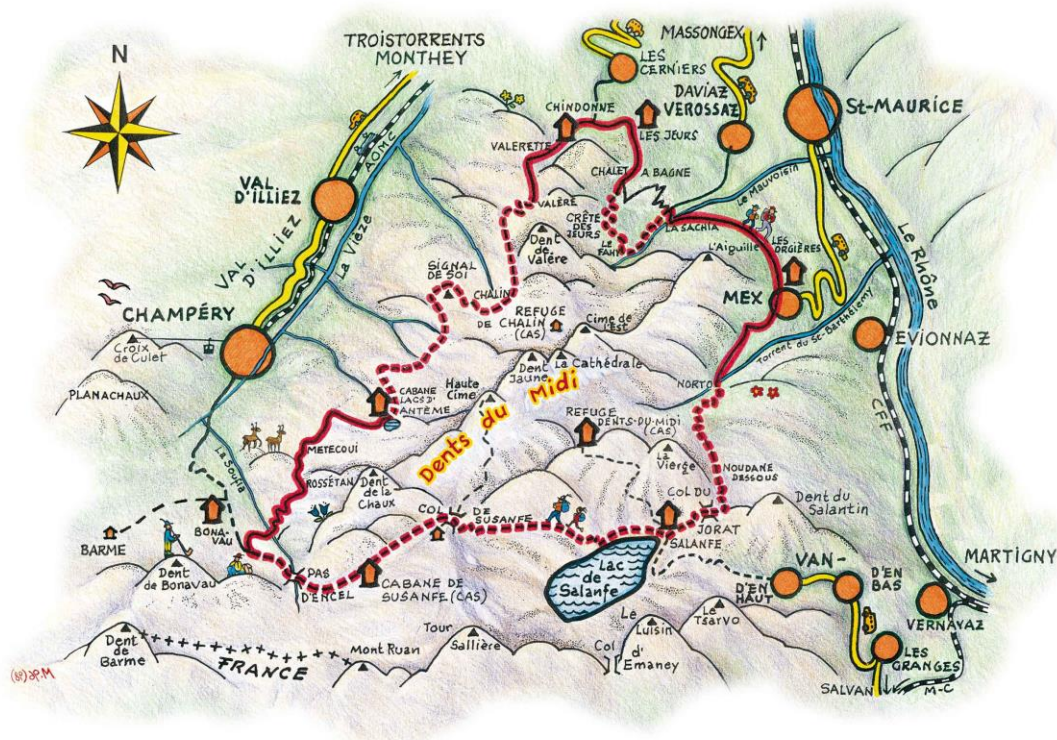 N
TROISTORRENTS
MONTHEY
MASSONGEX
LES
CERNIERS
DAVIAZ
VEROSSAZ
ST-MAURICE
CHINDONNE
LES JEURS
VALERETTE
CHALET
A BAGNE
AOMC
VAL
D'ILLIEZ
VAL
D'ILLIEZ
La Vièze
VALÈRE
CRÊTE
DES
JEURS
LE
FAHY
Le Mauvoisin
LA SACHIA
L'Aiguille
LES
ORGIÈRES
Le Rhône
Dent
de
Valère
SIGNAL
DE SOI
CHALIN
MEX
CHAMPÉRY
REFUGE
DE CHALIN
(CAS)
Cime de
l'Est
Torrent du St-Barthélemy
EVIONNAZ
Croix
de Culet
PLANACHAUX
Dent
Jaune
La Cathédrale
Haute
Cime
CABANE
LACS D'
ANTÈME
NORTO
CFF
Dents du Midi
REFUGE
DENTS-DU-MIDI
(CAS)
METECOUI
La
Vierge
NOUDANE
DESSOUS
La Soufla
ROSSÉTAN
Dent
de la
Chaux
COL
DE
SUSANFE
COL DU
JORAT
Dent du
Salantin
BONA-
VAU
SALANFE
BARME
MARTIGNY
Dent
de Bonavau
PAS
D'ENCEL
CABANE DE
SUSANFE (CAS)
Lac
de
Salanfe
VAN-
D'EN
HAUT
D'EN
BAS
VERNAYAZ
Dent
de
Barme
FRANCE
Mont Ruan
Tour
Sallière
Le
Luisin
Le
Tsarvo
Col
d'
Emaney
LES
GRANGES
SALVAN
M-C